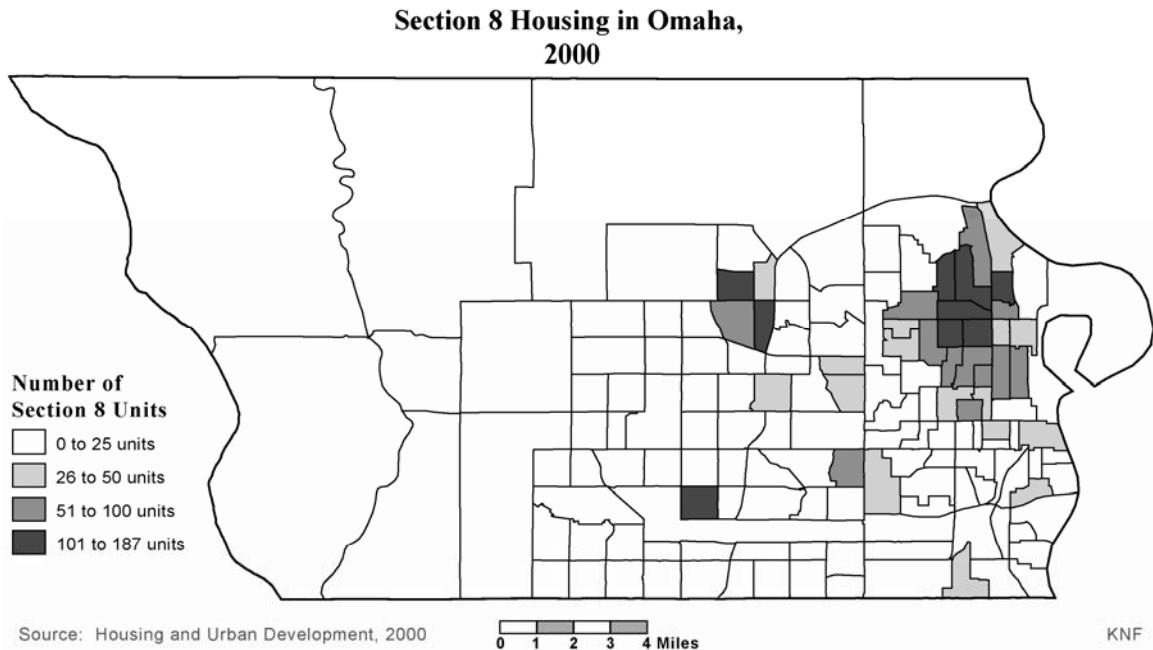 Section 8 Housing in Omaha,
2000
Number of
Section 8 Units
0 to 25 units
26 to 50 units
51 to 100 units
101 to 187 units
Source: Housing and Urban Development, 2000
0 1 2 3 4 Miles
KNF